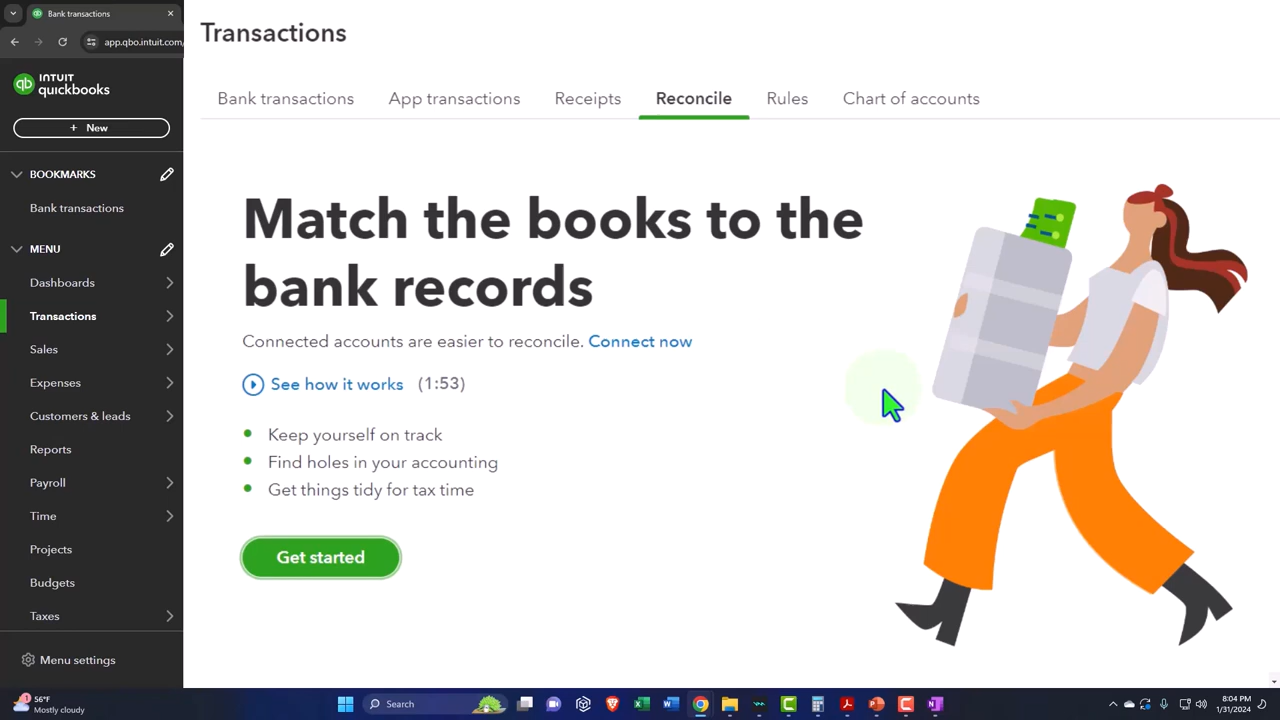 Bank transactions
app.qbo.intuit.com/
INTUIT
quickbooks
+ New
BOOKMARKS
Bank transactions
MENU
Dashboards
Transactions
Sales
Expenses
Customers & leads
Reports
Payroll
Time
Projects
Budgets
Taxes
Menu settings
Transactions
Bank transactions App transactions Receipts Reconcile Rules Chart of accounts
Match the books to the
bank records
Connected accounts are easier to reconcile. Connect now
See how it works (1:53)
Keep yourself on track
Find holes in your accounting
Get things tidy for tax time
Get started
1
56°F
Mostly cloudy
Search
8:04 PM
1/31/2024